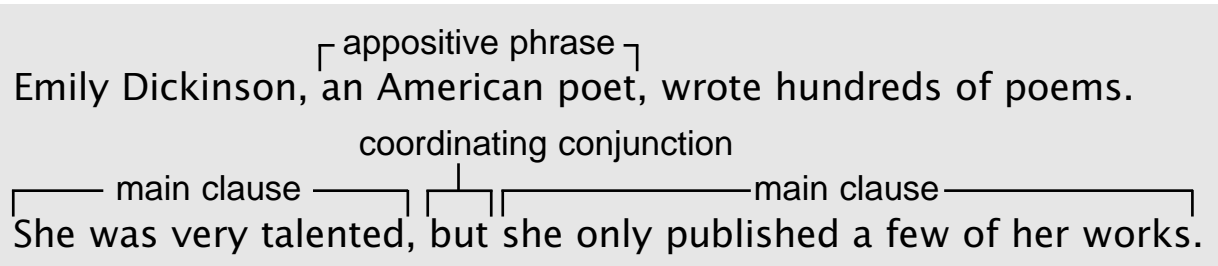 appositive phrase
Emily Dickinson, an American poet, wrote hundreds of poems.
coordinating conjunction
main clause main clause
She was very talented, but she only published a few of her works.